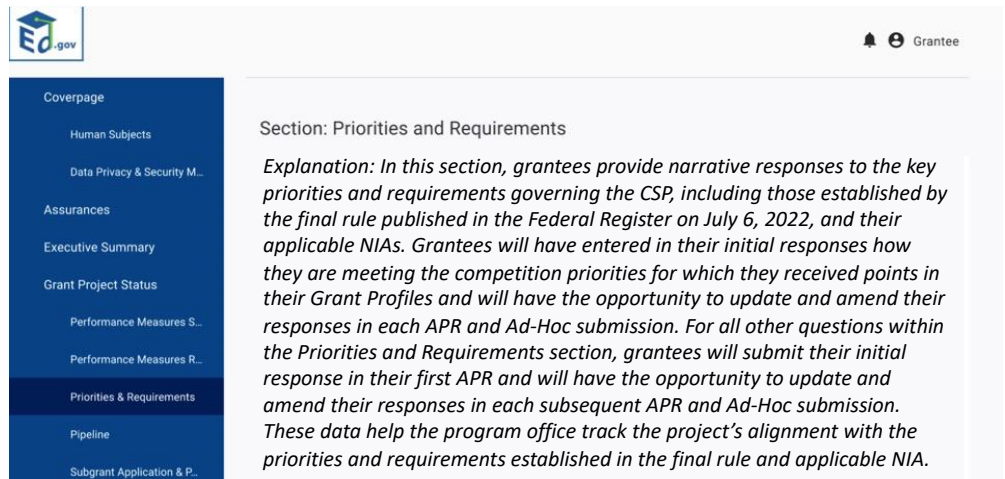 Ed.gov
Grantee
Coverpage
Human Subjects
Data Privacy & Security M...
Assurances
Executive Summary
Grant Project Status
Performance Measures S...
Performance Measures R...
Priorities & Requirements
Pipeline
Subgrant Application & P...
Section: Priorities and Requirements
Explanation: In this section, grantees provide narrative responses to the key
priorities and requirements governing the CSP, including those established by
the final rule published in the Federal Register on July 6, 2022, and their
applicable NIAs. Grantees will have entered in their initial responses how
they are meeting the competition priorities for which they received points in
their Grant Profiles and will have the opportunity to update and amend their
responses in each APR and Ad-Hoc submission. For all other questions within
the Priorities and Requirements section, grantees will submit their initial
response in their first APR and will have the opportunity to update and
amend their responses in each subsequent APR and Ad-Hoc submission.
These data help the program office track the project's alignment with the
priorities and requirements established in the final rule and applicable NIA.